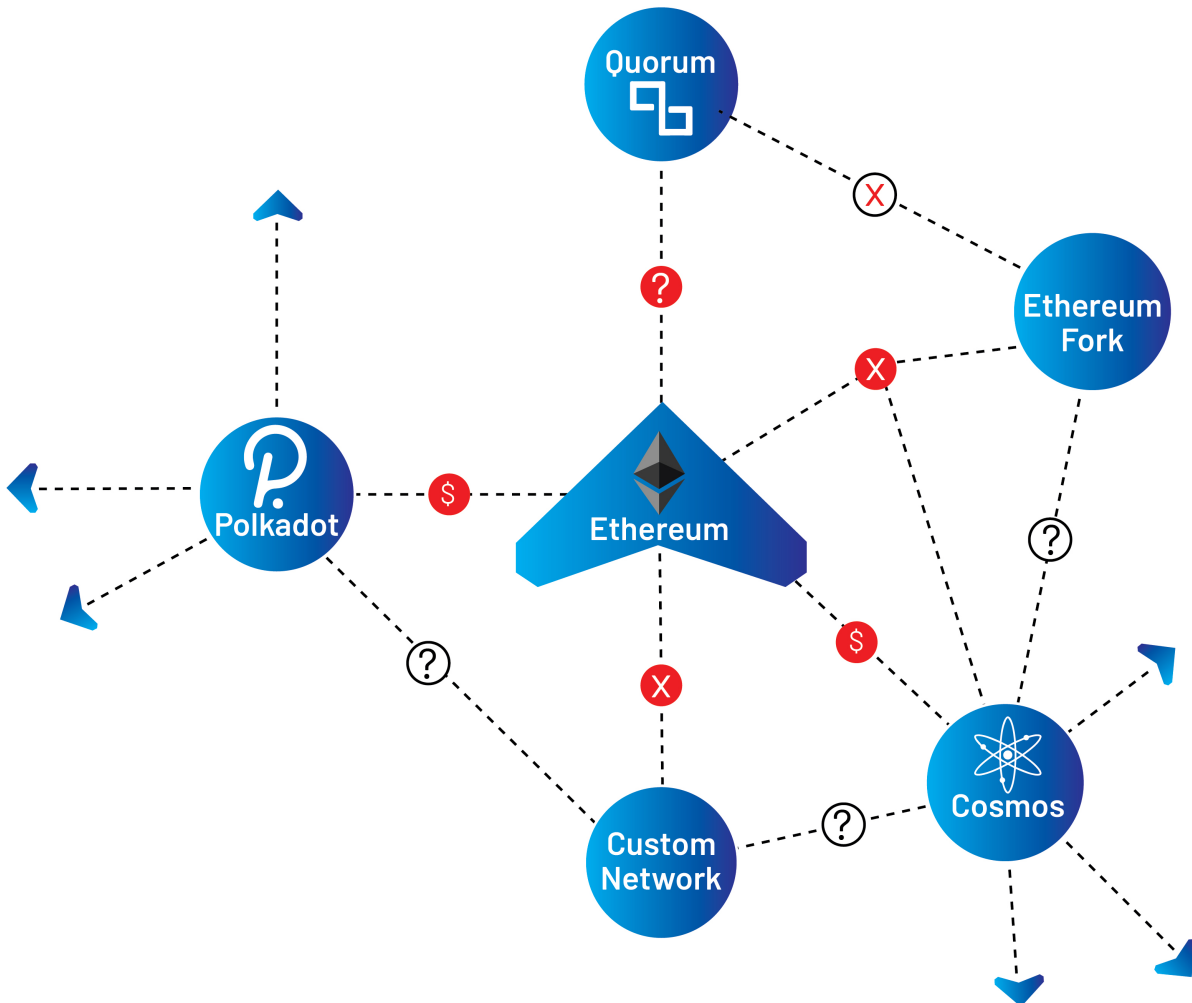 Quorum
X
Ethereum
Fork
?
X
Polkadot
$
Ethereum
?
$
?
X
Cosmos
?
Custom
Network